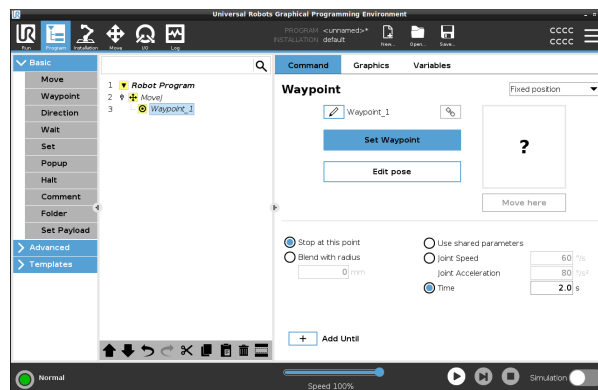 UR
Universal Robots Graphical Programming Environment
UR
Run
Program
Installation
Move
I/O
Log
PROGRAM <unnamed>*
INSTALLATION default
New...
Open...
Save...
CCCC
CCCC
Basic
Move
Waypoint
Direction
Wait
Set
Popup
Halt
Comment
Folder
Set Payload
Advanced
Templates
1 Robot Program
2 MoveJ
3 Waypoint_1
Command Graphics Variables
Waypoint
Fixed position
Waypoint_1
Set Waypoint
Edit pose
?
Move here
Stop at this point
Blend with radius
0 mm
Use shared parameters
Joint Speed 60 °/s
Joint Acceleration 80 °/s²
Time 2.0 s
+ Add Until
Normal
Speed 100%
Simulation